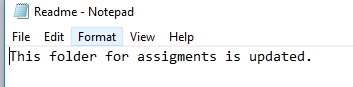 Readme - Notepad
File Edit Format View Help
This folder for assigments is updated.